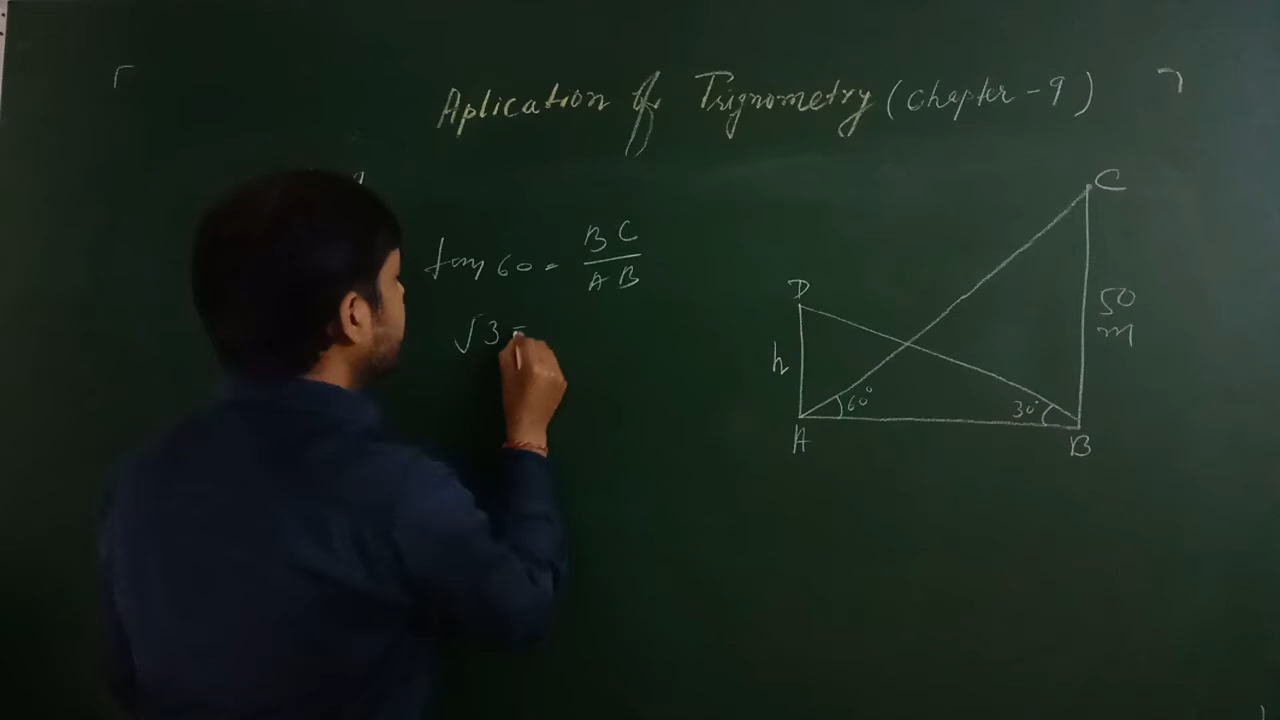 Aplication of Trignometry (Chapter-9)
tan 60 = BC / AB
√3 =
C
D
50
m
h
60°
30°
A
B